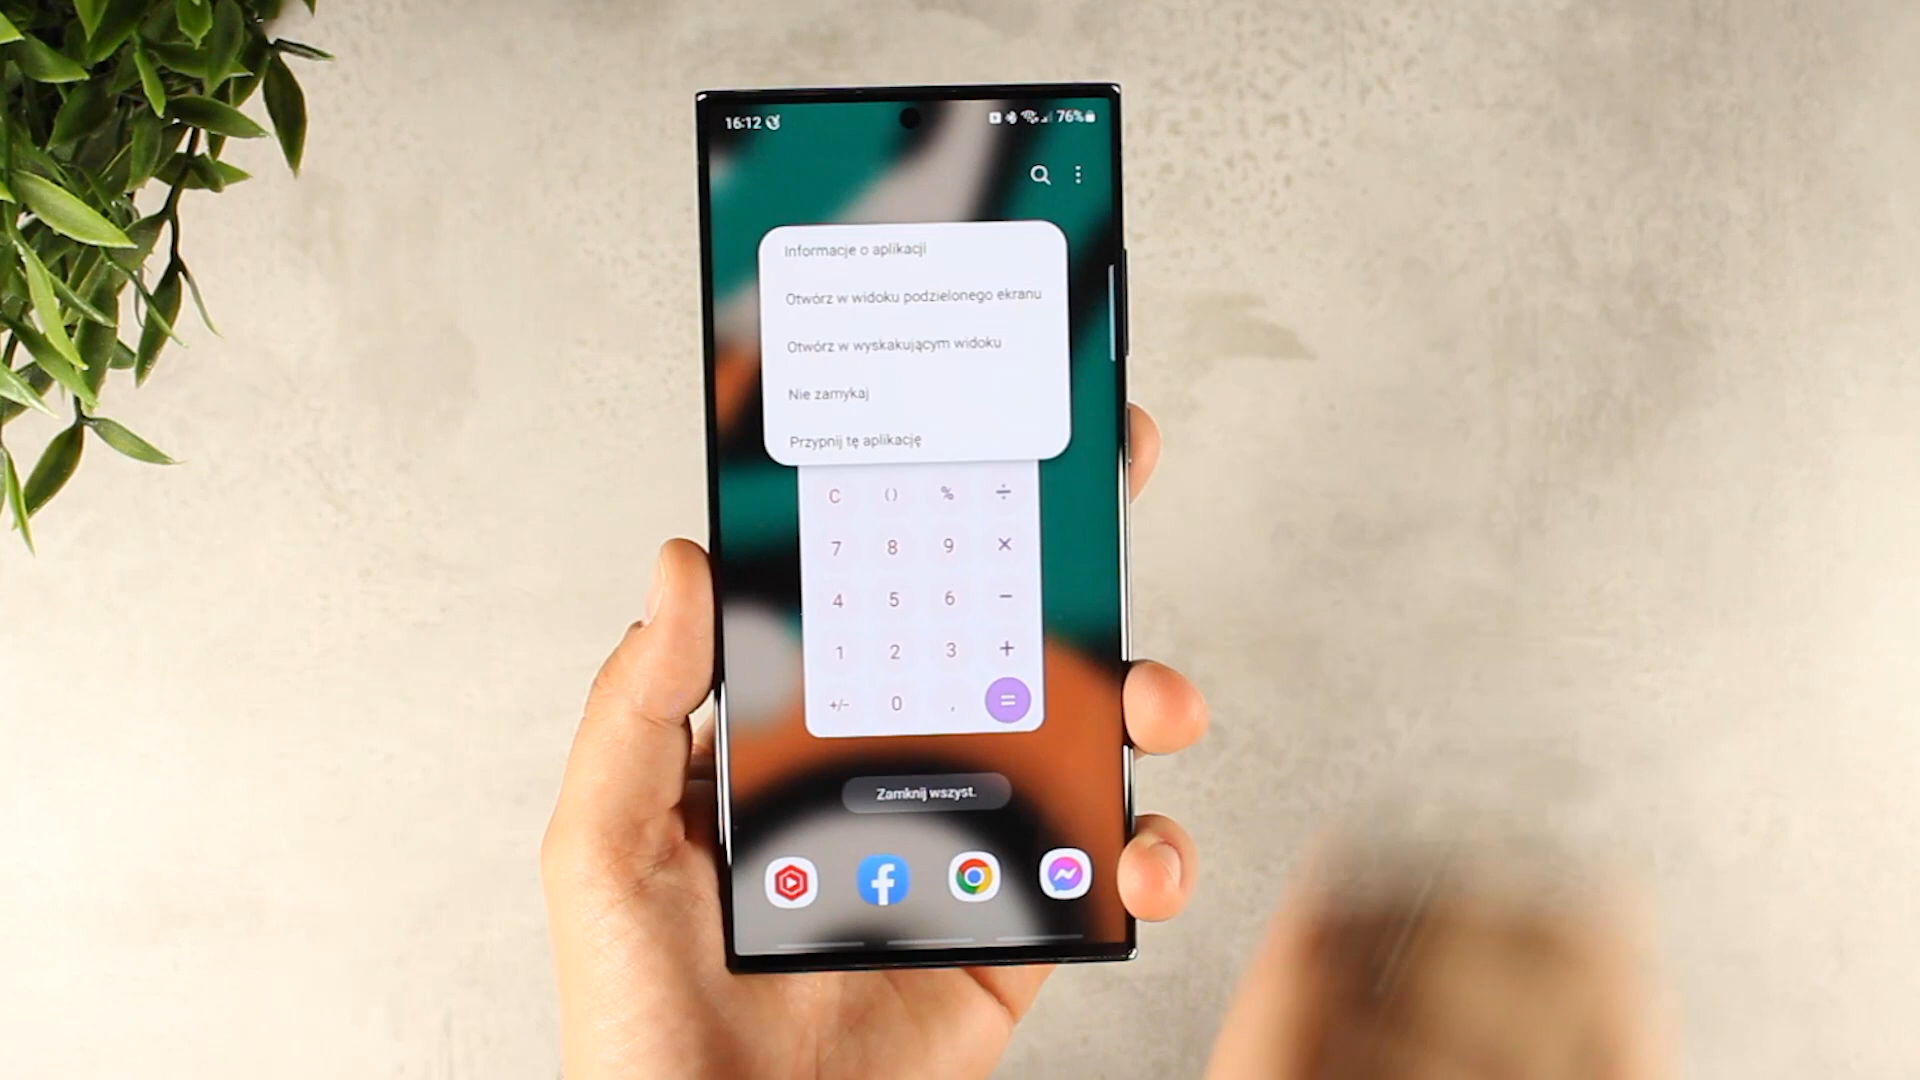 16:12 76%
Informacje o aplikacji
Otwórz w widoku podzielonego ekranu
Otwórz w wyskakującym widoku
Nie zamykaj
Przypnij tę aplikację
C () % ÷
7 8 9 ×
4 5 6 −
1 2 3 +
+/− 0 , =
Zamknij wszyst.